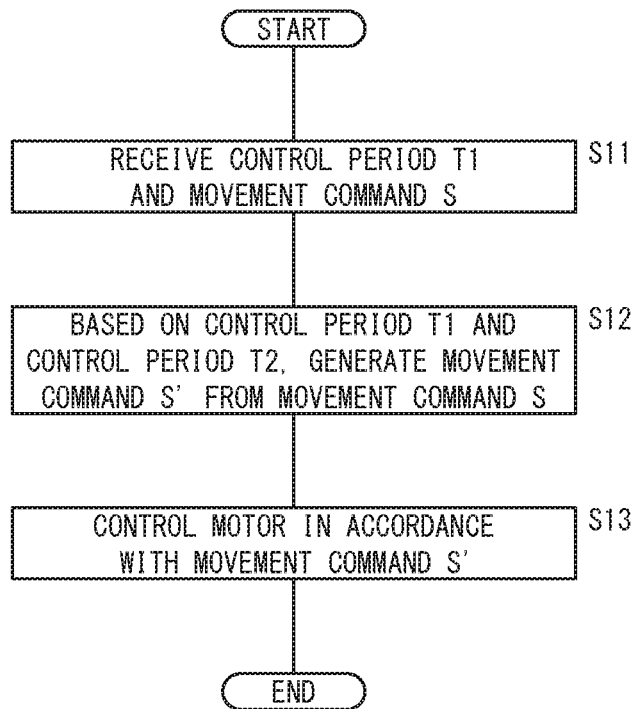 START
RECEIVE CONTROL PERIOD T1
AND MOVEMENT COMMAND S
S11
BASED ON CONTROL PERIOD T1 AND
CONTROL PERIOD T2, GENERATE MOVEMENT
COMMAND S' FROM MOVEMENT COMMAND S
S12
CONTROL MOTOR IN ACCORDANCE
WITH MOVEMENT COMMAND S'
S13
END